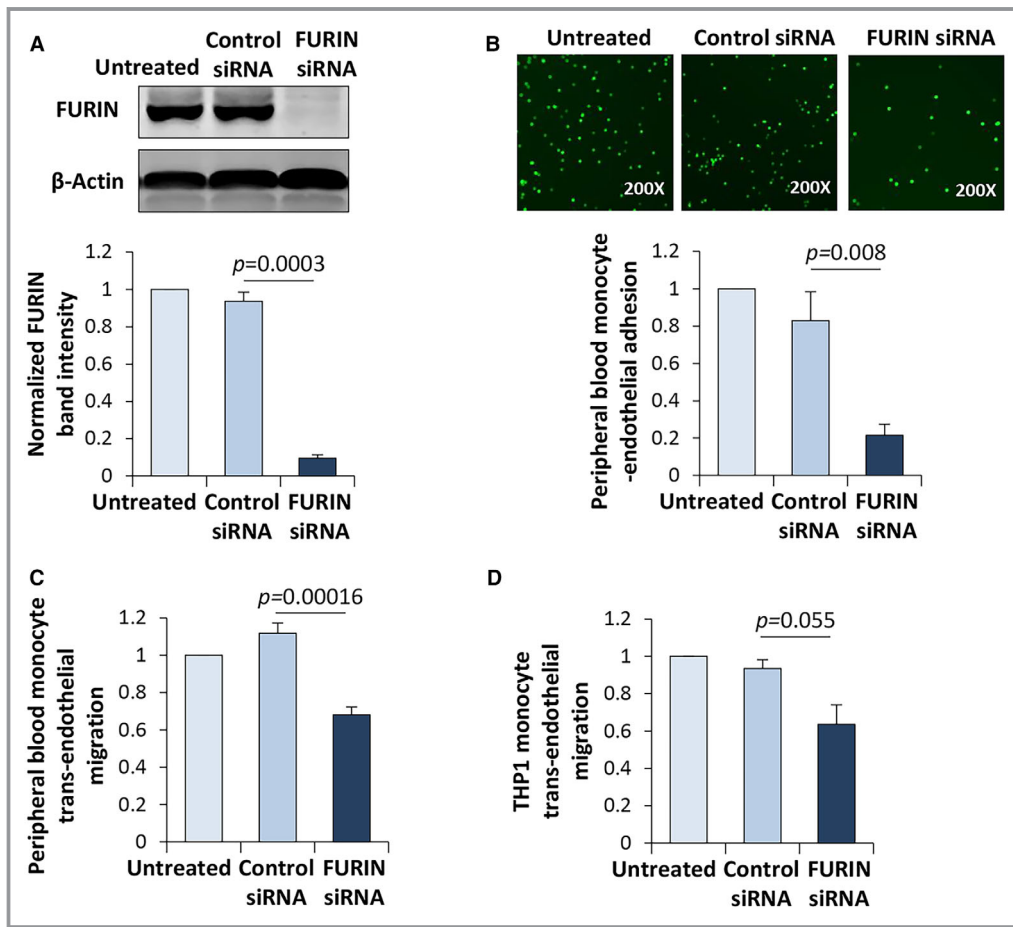 A
Untreated
Control
siRNA
FURIN
siRNA
FURIN
β-Actin
Normalized FURIN
band intensity
1.2
1
0.8
0.6
0.4
0.2
0
p=0.0003
Untreated
Control
siRNA
FURIN
siRNA
B
Untreated
Control siRNA
FURIN siRNA
200X
200X
200X
Peripheral blood monocyte
-endothelial adhesion
1.2
1
0.8
0.6
0.4
0.2
0
p=0.008
Untreated
Control
siRNA
FURIN
siRNA
C
Peripheral blood monocyte
trans-endothelial
migration
1.2
1
0.8
0.6
0.4
0.2
0
p=0.00016
Untreated
Control
siRNA
FURIN
siRNA
D
THP1 monocyte
trans-endothelial
migration
1.2
1
0.8
0.6
0.4
0.2
0
p=0.055
Untreated
Control
siRNA
FURIN
siRNA